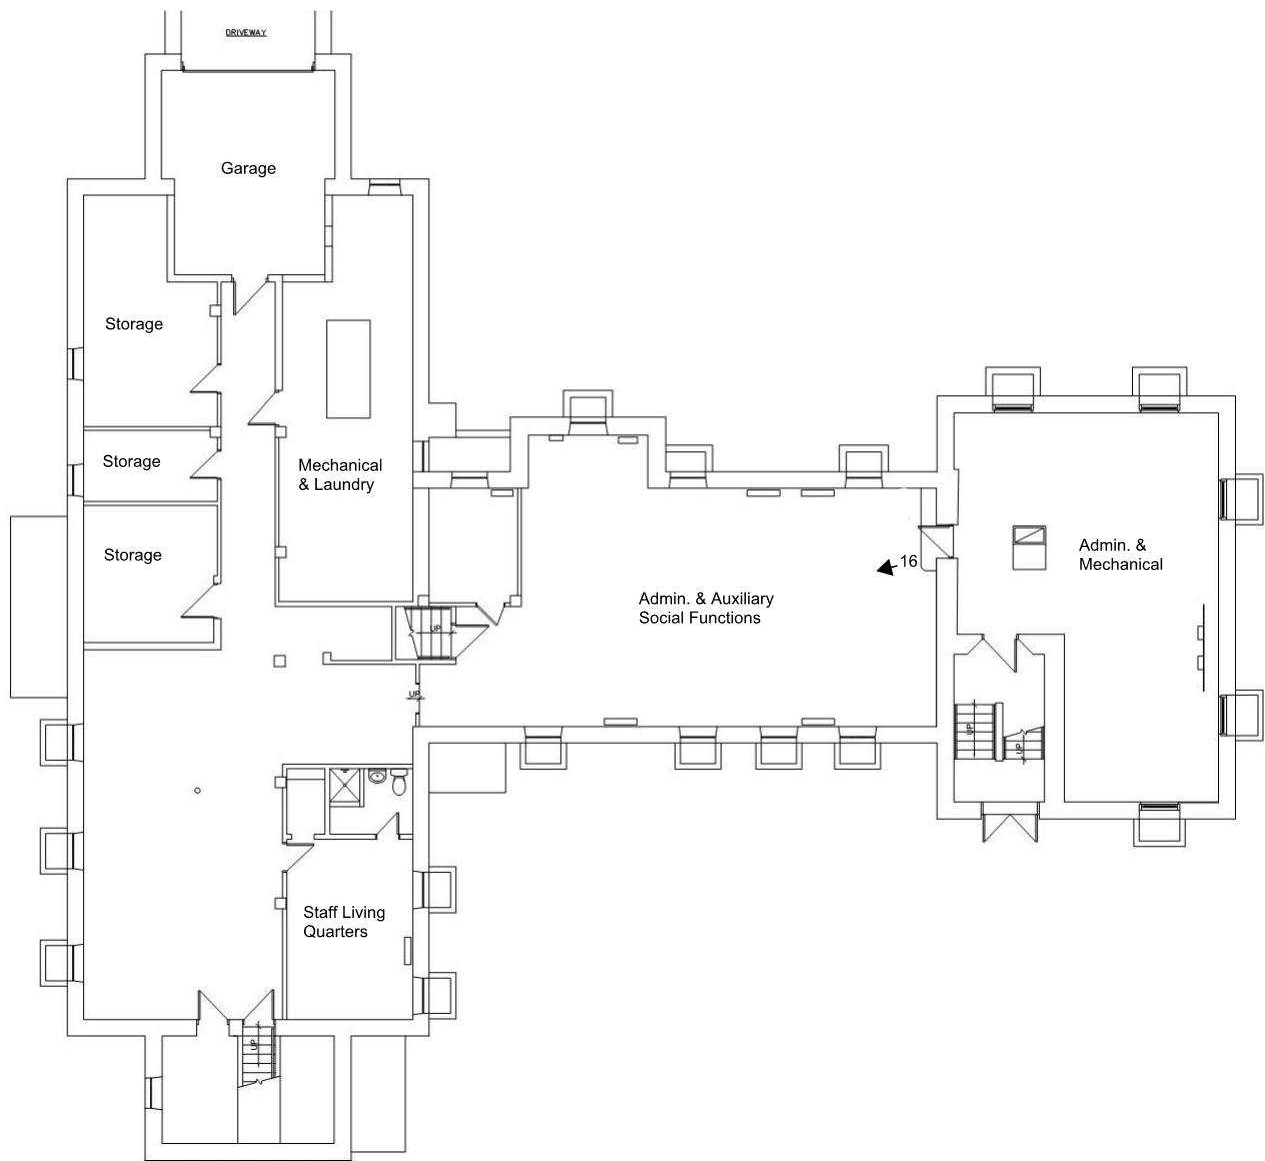 DRIVEWAY
Garage
Storage
Storage
Mechanical
& Laundry
Storage
Admin. &
Mechanical
16
Admin. & Auxiliary
Social Functions
UP
UP
UP
UP
Staff Living
Quarters
UP